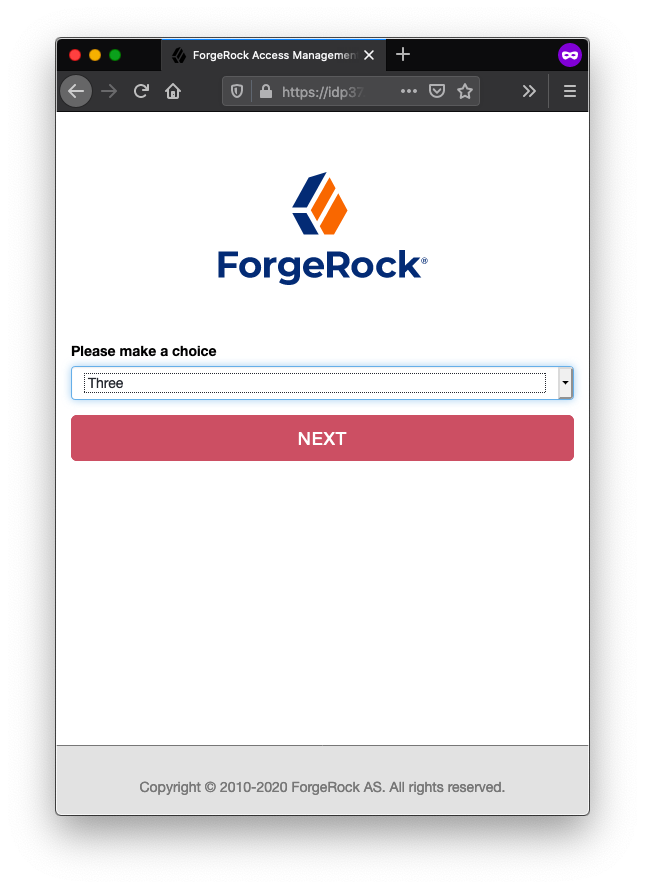 ForgeRock Access Management
https://idp37
ForgeRock®
Please make a choice
Three
NEXT
Copyright © 2010-2020 ForgeRock AS. All rights reserved.